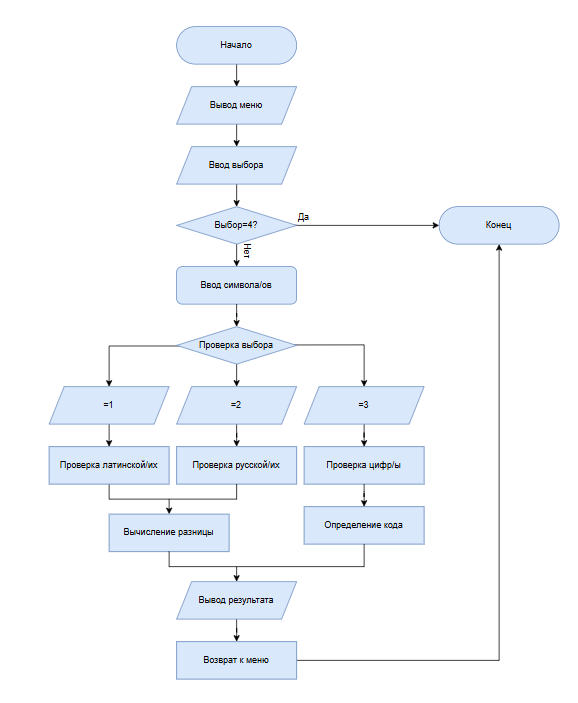 Начало
Вывод меню
Ввод выбора
Выбор=4?
Да
Конец
Нет
Ввод символа/ов
Проверка выбора
=1
=2
=3
Проверка латинской/их
Проверка русской/их
Проверка цифр/ы
Вычисление разницы
Определение кода
Вывод результата
Возврат к меню